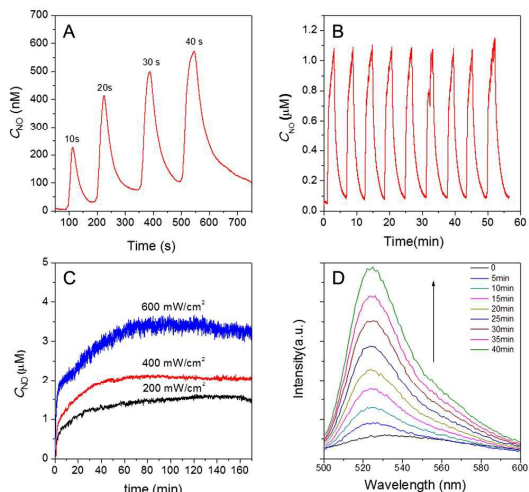 A
700
600
500
400
300
200
100
0
C_NO (nM)
10s
20s
30 s
40 s
100 200 300 400 500 600 700
Time (s)
B
1.2
1.0
0.8
0.6
0.4
0.2
0.0
C_NO (μM)
0 10 20 30 40 50 60
Time(min)
C
5
4
3
2
1
0
C_NO (μM)
600 mW/cm²
400 mW/cm²
200 mW/cm²
0 20 40 60 80 100 120 140 160
time (min)
D
Intensity(a.u.)
0
5min
10min
15min
20min
25min
30min
35min
40min
500 520 540 560 580 600
Wavelength (nm)